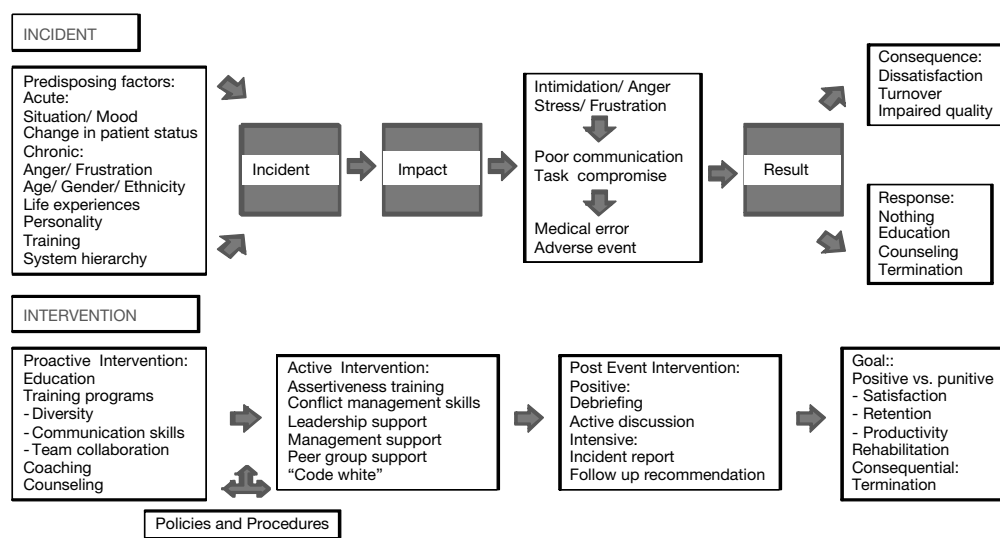 INCIDENT
Predisposing factors:
Acute:
Situation/ Mood
Change in patient status
Chronic:
Anger/ Frustration
Age/ Gender/ Ethnicity
Life experiences
Personality
Training
System hierarchy
Incident
Impact
Intimidation/ Anger
Stress/ Frustration
Poor communication
Task compromise
Medical error
Adverse event
Result
Consequence:
Dissatisfaction
Turnover
Impaired quality
Response:
Nothing
Education
Counseling
Termination
INTERVENTION
Proactive Intervention:
Education
Training programs
- Diversity
- Communication skills
- Team collaboration
Coaching
Counseling
Active Intervention:
Assertiveness training
Conflict management skills
Leadership support
Management support
Peer group support
“Code white”
Post Event Intervention:
Positive:
Debriefing
Active discussion
Intensive:
Incident report
Follow up recommendation
Goal::
Positive vs. punitive
- Satisfaction
- Retention
- Productivity
Rehabilitation
Consequential:
Termination
Policies and Procedures